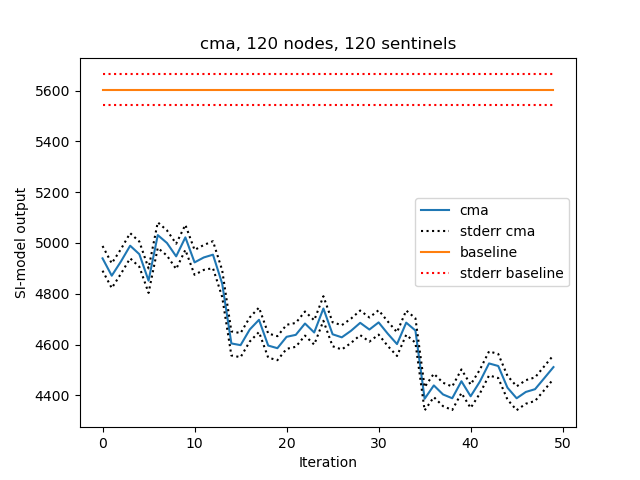 cma, 120 nodes, 120 sentinels
SI-model output
5600
5400
5200
5000
4800
4600
4400
cma
stderr cma
baseline
stderr baseline
0 10 20 30 40 50
Iteration